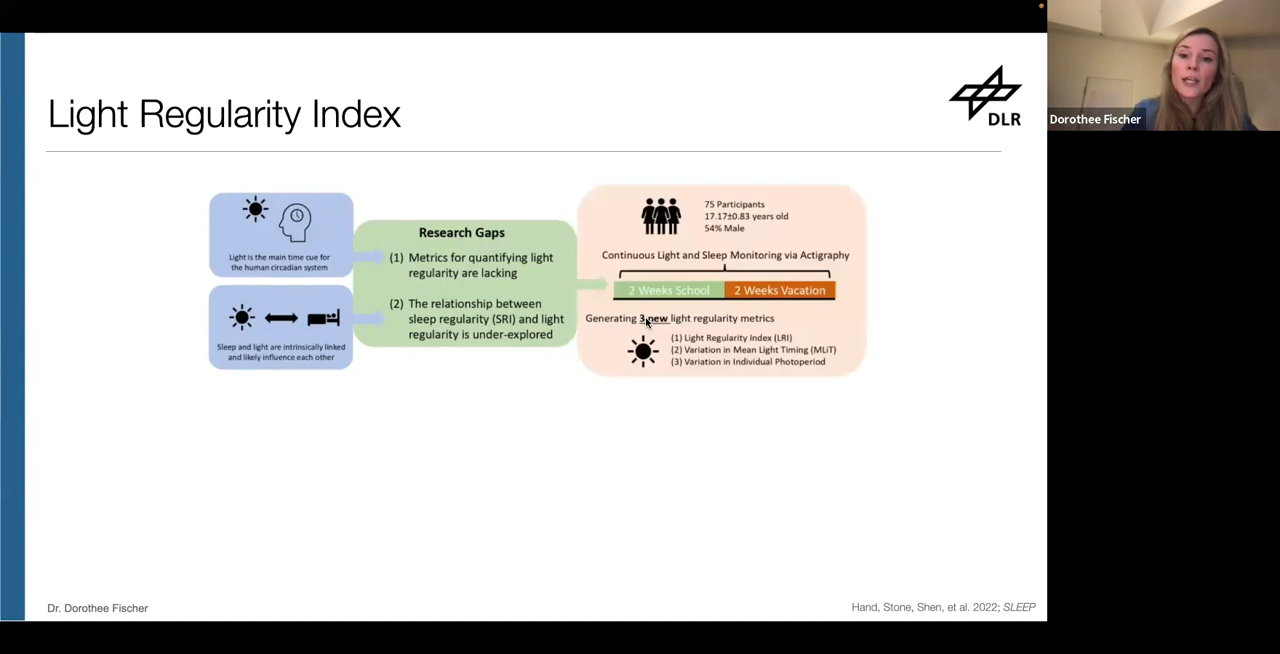 Light Regularity Index
DLR
Dorothee Fischer
Light is the main time cue for
the human circadian system
Sleep and light are intrinsically linked
and likely influence each other
Research Gaps
(1) Metrics for quantifying light
regularity are lacking
(2) The relationship between
sleep regularity (SRI) and light
regularity is under-explored
75 Participants
17.17±0.83 years old
54% Male
Continuous Light and Sleep Monitoring via Actigraphy
2 Weeks School
2 Weeks Vacation
Generating 3 new light regularity metrics
(1) Light Regularity Index (LRI)
(2) Variation in Mean Light Timing (MLiT)
(3) Variation in Individual Photoperiod
Dr. Dorothee Fischer
Hand, Stone, Shen, et al. 2022; SLEEP